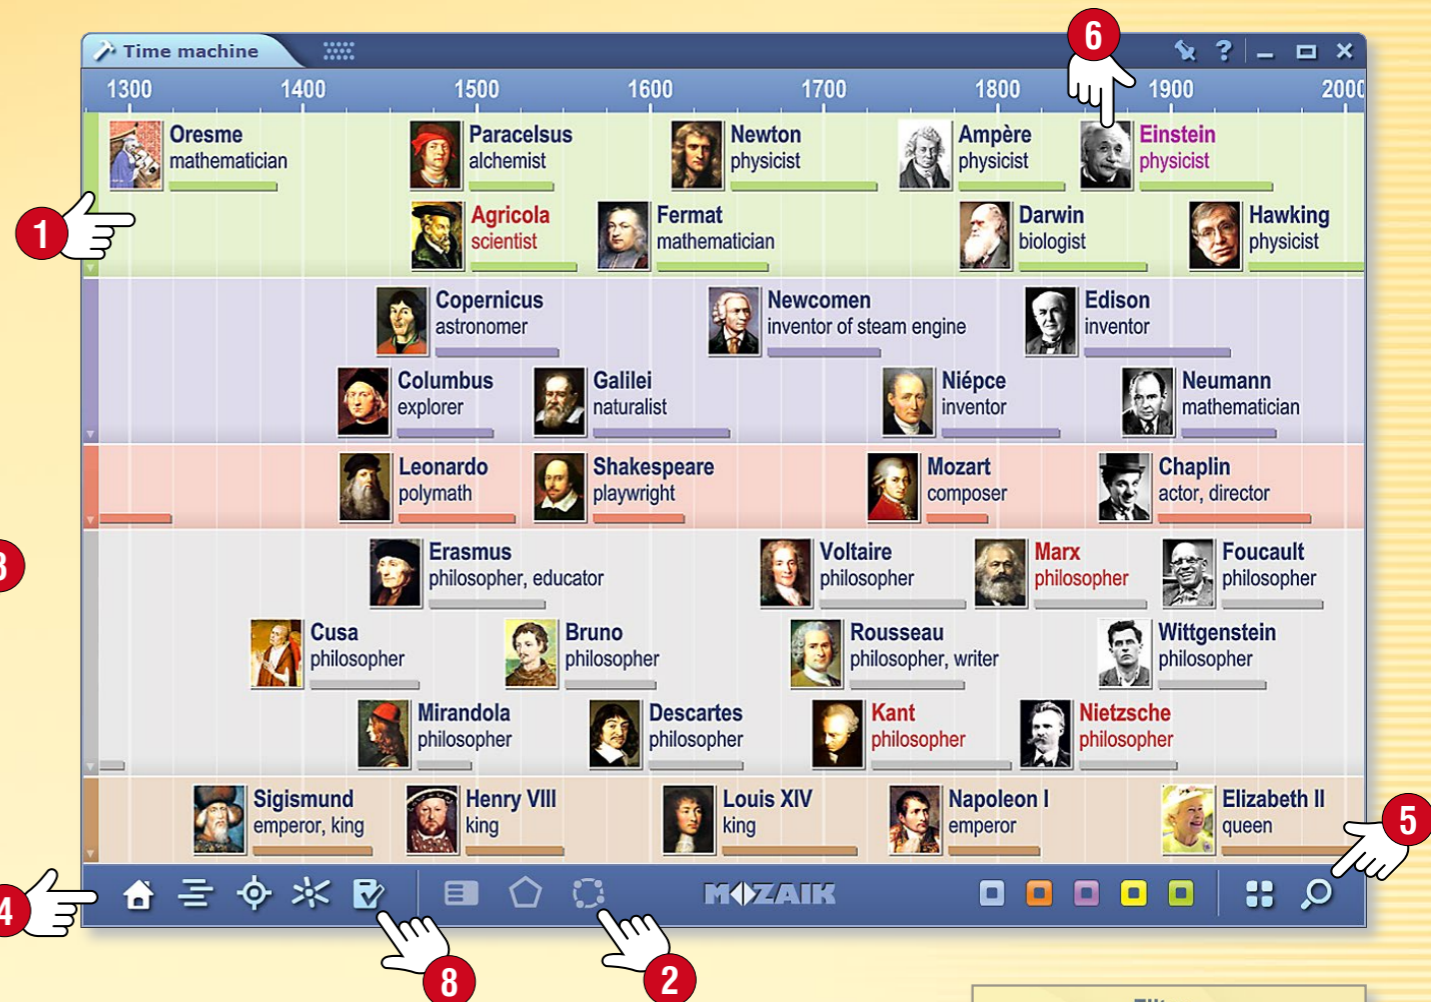 6
Time machine
?
1300 1400 1500 1600 1700 1800 1900 2000
Oresme
mathematician
Paracelsus
alchemist
Newton
physicist
Ampère
physicist
Einstein
physicist
1
Agricola
scientist
Fermat
mathematician
Darwin
biologist
Hawking
physicist
Copernicus
astronomer
Newcomen
inventor of steam engine
Edison
inventor
Columbus
explorer
Galilei
naturalist
Niépce
inventor
Neumann
mathematician
Leonardo
polymath
Shakespeare
playwright
Mozart
composer
Chaplin
actor, director
Erasmus
philosopher, educator
Voltaire
philosopher
Marx
philosopher
Foucault
philosopher
3
Cusa
philosopher
Bruno
philosopher
Rousseau
philosopher, writer
Wittgenstein
philosopher
Mirandola
philosopher
Descartes
philosopher
Kant
philosopher
Nietzsche
philosopher
Sigismund
emperor, king
Henry VIII
king
Louis XIV
king
Napoleon I
emperor
Elizabeth II
queen
5
4
MOZAIK
8
2